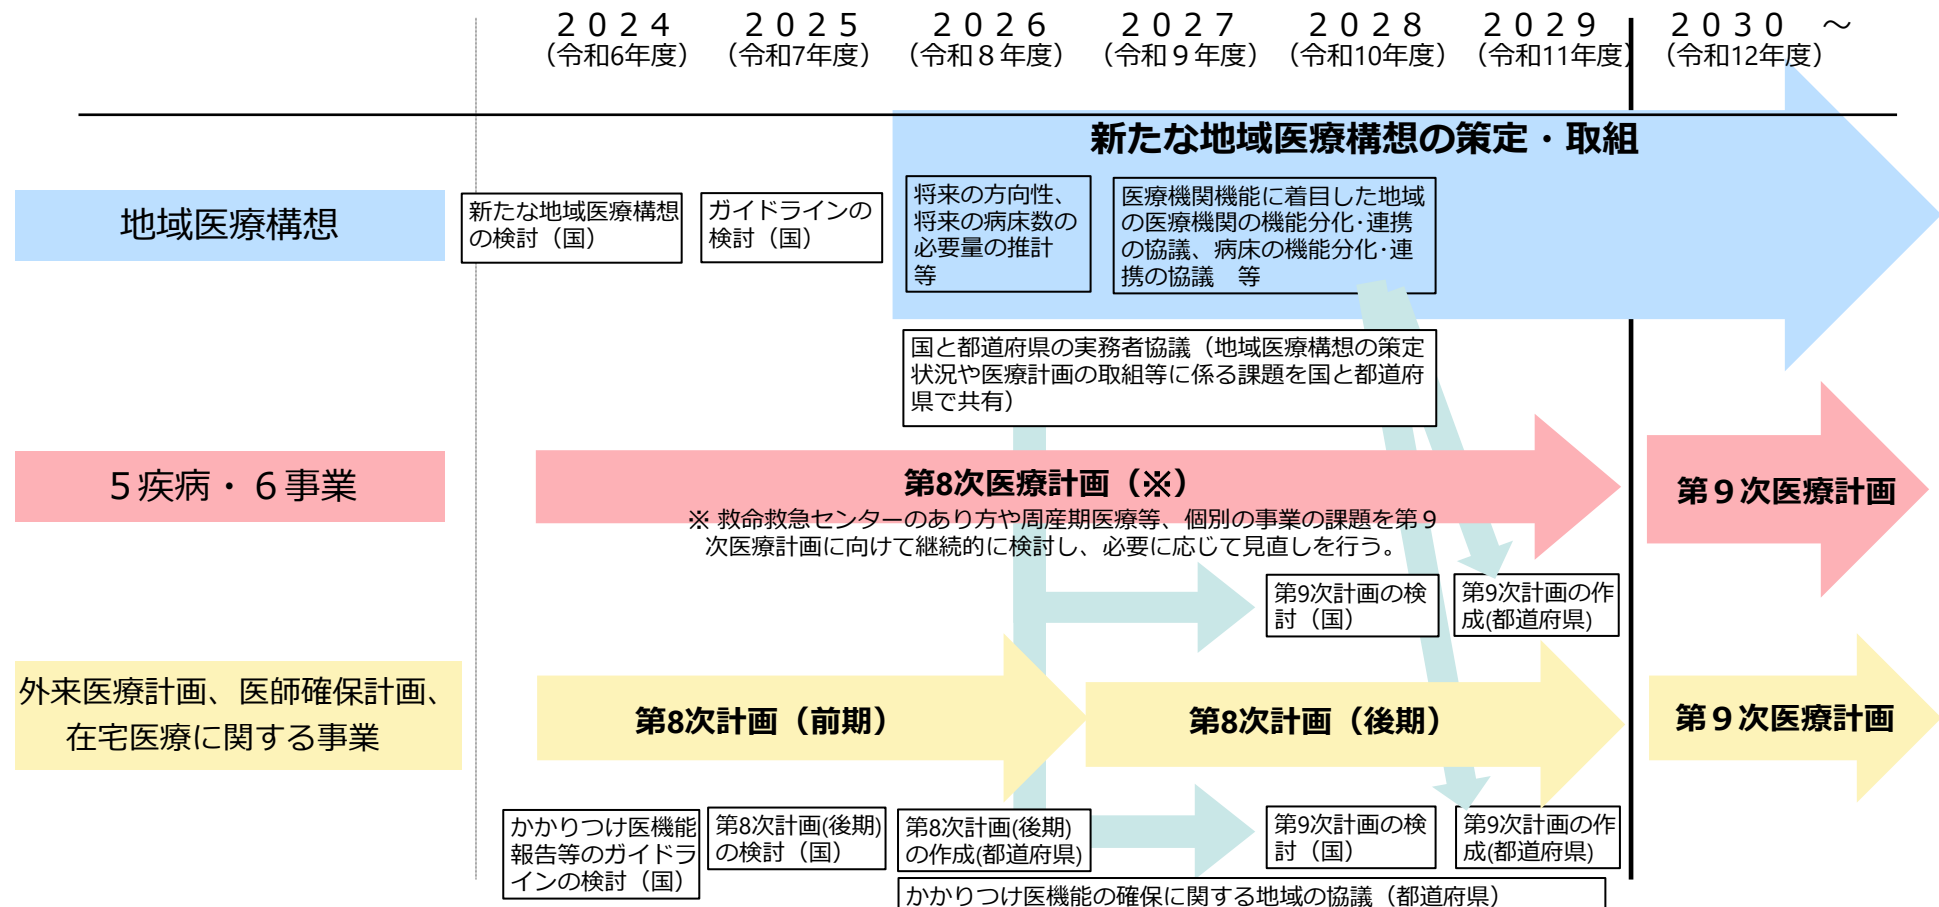 ２０２４ ２０２５ ２０２６ ２０２７ ２０２８ ２０２９ ２０３０　～
（令和6年度） （令和7年度） （令和８年度） （令和９年度） （令和10年度） （令和11年度） （令和12年度）
新たな地域医療構想の策定・取組
地域医療構想
新たな地域医療構想
の検討（国）
ガイドラインの
検討（国）
将来の方向性、
将来の病床数の
必要量の推計
等
医療機関機能に着目した地域
の医療機関の機能分化･連携
の協議、病床の機能分化･連
携の協議　等
国と都道府県の実務者協議（地域医療構想の策定
状況や医療計画の取組等に係る課題を国と都道府
県で共有）
５疾病・６事業
第8次医療計画（※）
※ 救命救急センターのあり方や周産期医療等、個別の事業の課題を第９
次医療計画に向けて継続的に検討し、必要に応じて見直しを行う。
第９次医療計画
第9次計画の検
討（国）
第9次計画の作
成(都道府県)
外来医療計画、医師確保計画、
在宅医療に関する事業
第8次計画（前期）
第8次計画（後期）
第９次医療計画
かかりつけ医機能
報告等のガイドラ
インの検討（国）
第8次計画(後期)
の検討（国）
第8次計画(後期)
の作成(都道府県)
第9次計画の検
討（国）
第9次計画の作
成(都道府県)
かかりつけ医機能の確保に関する地域の協議（都道府県）